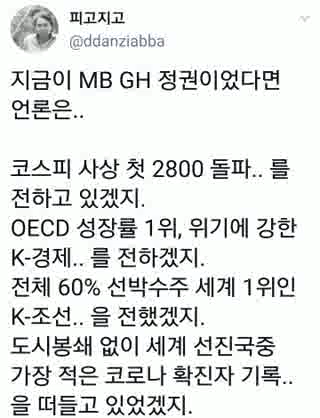 피고지고
@ddanziabba
지금이 MB GH 정권이었다면
언론은..
코스피 사상 첫 2800 돌파.. 를
전하고 있겠지.
OECD 성장률 1위, 위기에 강한
K-경제.. 를 전하겠지.
전체 60% 선박수주 세계 1위인
K-조선.. 을 전했겠지.
도시봉쇄 없이 세계 선진국중
가장 적은 코로나 확진자 기록..
을 떠들고 있었겠지.